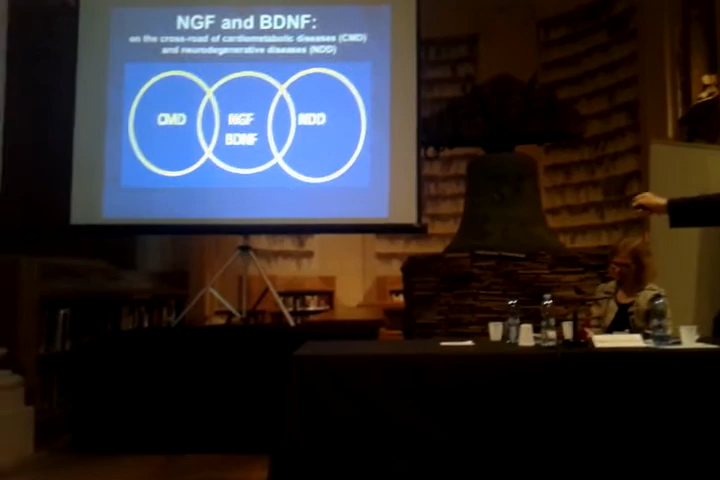 NGF and BDNF:
on the cross-road of cardiometabolic diseases (CMD)
and neurodegenerative diseases (NDD)
CMD
NGF
BDNF
NDD